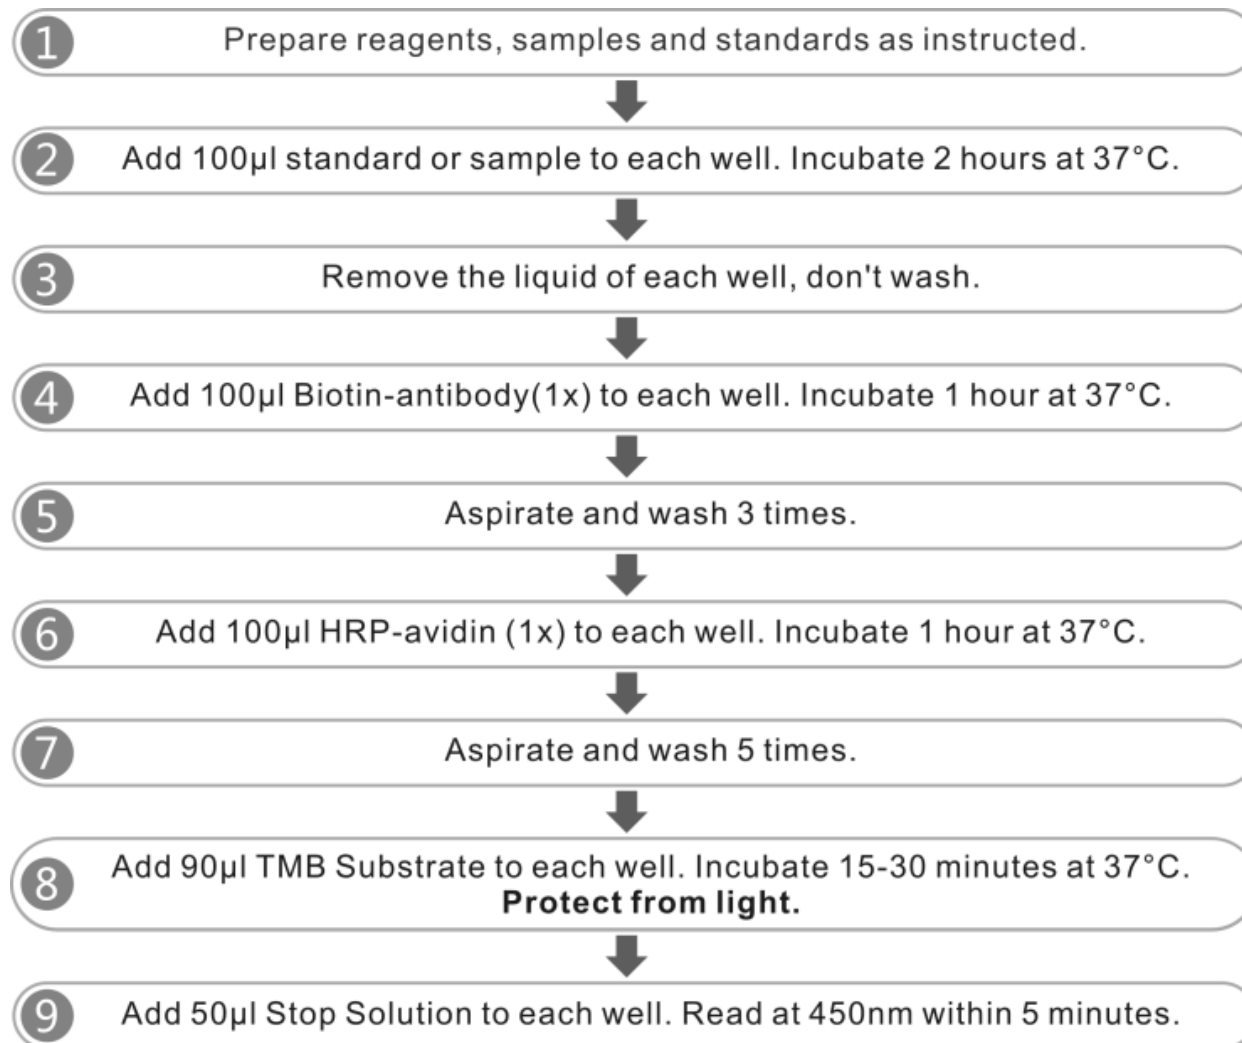 1 Prepare reagents, samples and standards as instructed.
2 Add 100µl standard or sample to each well. Incubate 2 hours at 37°C.
3 Remove the liquid of each well, don't wash.
4 Add 100µl Biotin-antibody(1x) to each well. Incubate 1 hour at 37°C.
5 Aspirate and wash 3 times.
6 Add 100µl HRP-avidin (1x) to each well. Incubate 1 hour at 37°C.
7 Aspirate and wash 5 times.
8 Add 90µl TMB Substrate to each well. Incubate 15-30 minutes at 37°C.
Protect from light.
9 Add 50µl Stop Solution to each well. Read at 450nm within 5 minutes.